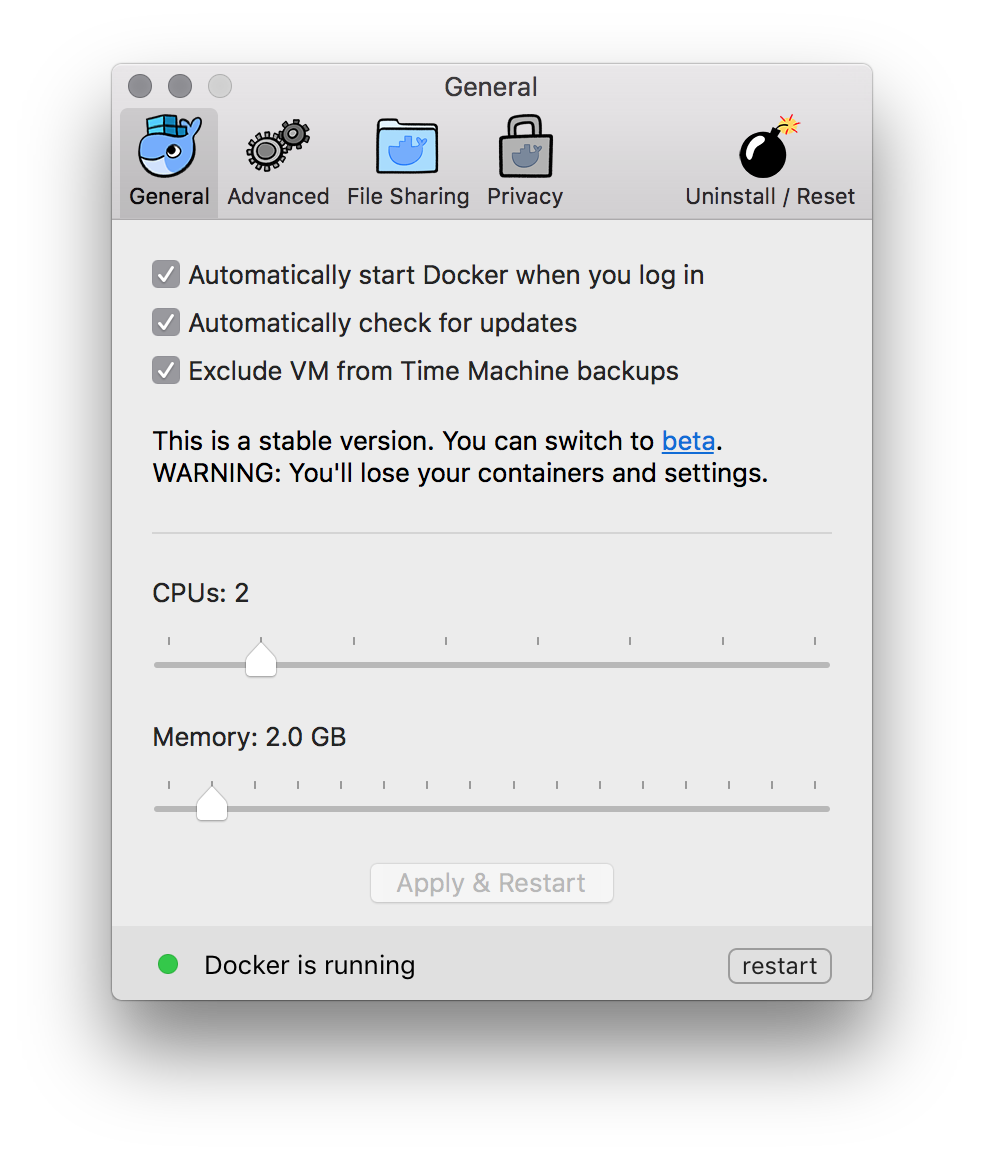 General
General
Advanced
File Sharing
Privacy
Uninstall / Reset
Automatically start Docker when you log in
Automatically check for updates
Exclude VM from Time Machine backups
This is a stable version. You can switch to beta.
WARNING: You'll lose your containers and settings.
CPUs: 2
Memory: 2.0 GB
Apply & Restart
Docker is running
restart